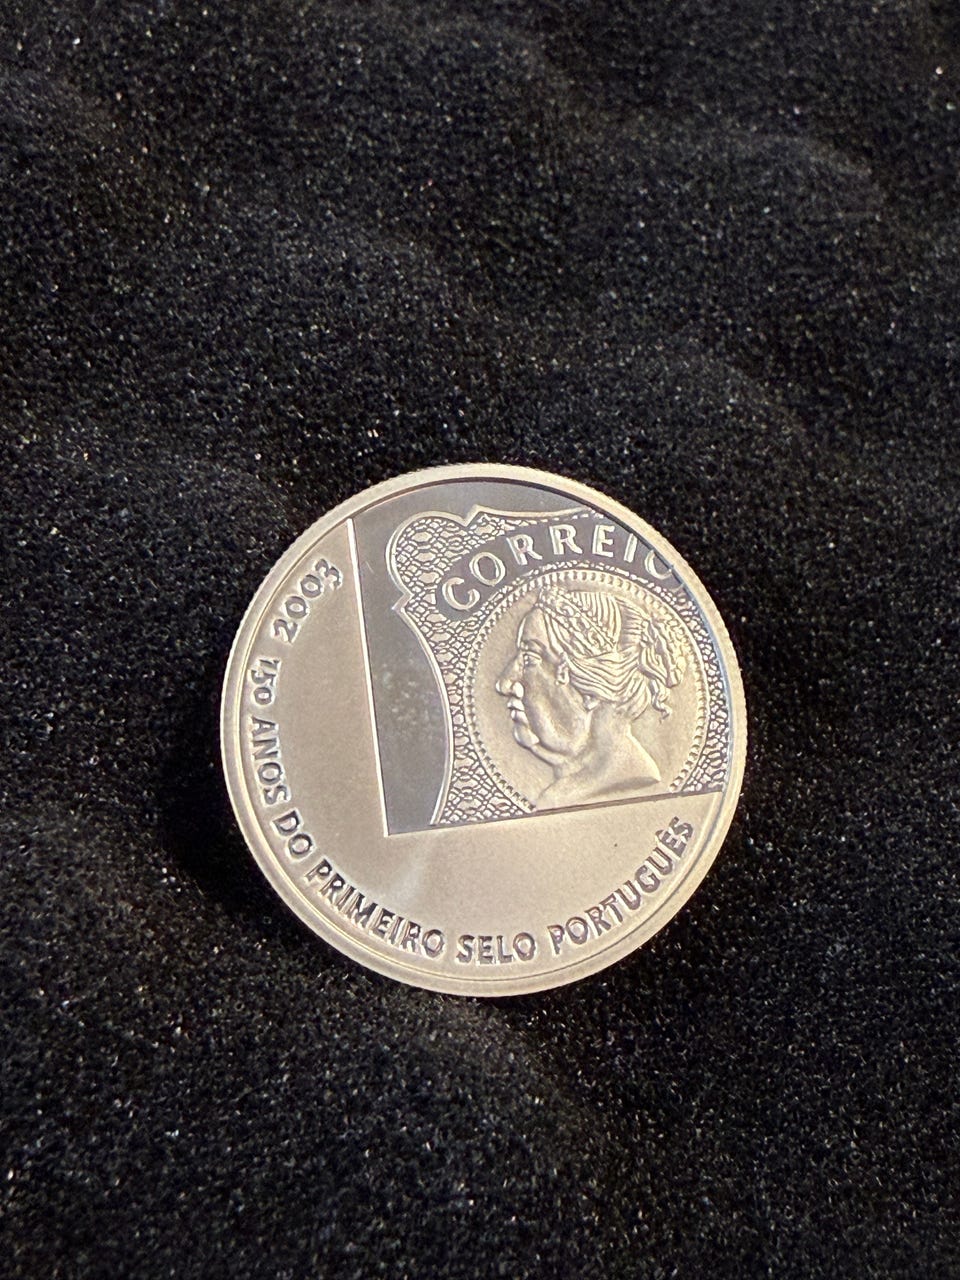 CORREIO
2003 150 ANOS DO PRIMEIRO SELO PORTUGUÊS